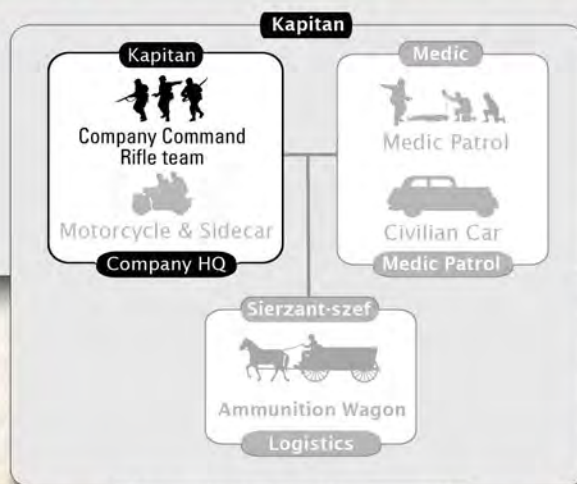 Kapitan
Kapitan
Company Command
Rifle team
Motorcycle & Sidecar
Company HQ
Medic
Medic Patrol
Civilian Car
Medic Patrol
Sierzant-szef
Ammunition Wagon
Logistics